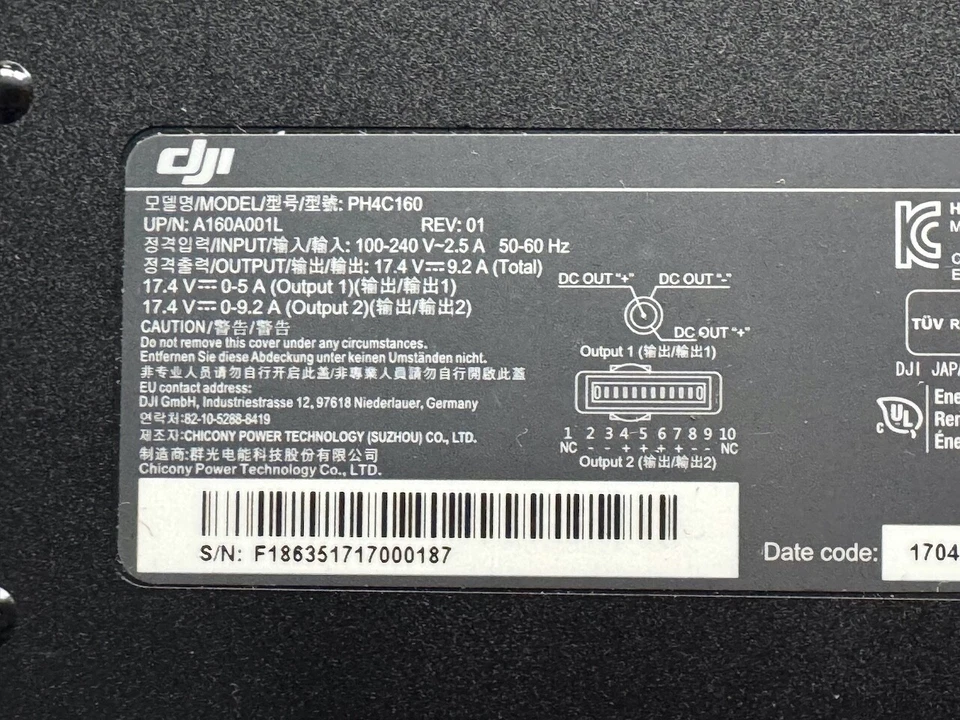 dji
모델명/MODEL/型号/型號: PH4C160
UP/N: A160A001L REV: 01
정격입력/INPUT/输入/輸入: 100-240 V~2.5 A 50-60 Hz
정격출력/OUTPUT/输出/輸出: 17.4 V⎓9.2 A (Total)
17.4 V⎓ 0-5 A (Output 1)(输出/輸出1)
17.4 V⎓ 0-9.2 A (Output 2)(输出/輸出2)
CAUTION/警告/警告
Do not remove this cover under any circumstances.
Entfernen Sie diese Abdeckung unter keinen Umständen nicht.
非专业人员请勿自行开启此盖/非專業人員請勿自行開啟此蓋
EU contact address:
DJI GmbH, Industriestrasse 12, 97618 Niederlauer, Germany
연락처:82-10-5288-8419
제조자:CHICONY POWER TECHNOLOGY (SUZHOU) CO., LTD.
制造商:群光电能科技股份有限公司
Chicony Power Technology Co., LTD.
DC OUT "+" DC OUT "-"
DC OUT "+"
Output 1 (输出/輸出1)
1 2 3 4 5 6 7 8 9 10
NC - - + + + + - - NC
Output 2 (输出/輸出2)
S/N: F186351717000187
Date code: 1704
KC
TÜV R
DJI JAPA
c UL
Ene
Ren
Éne